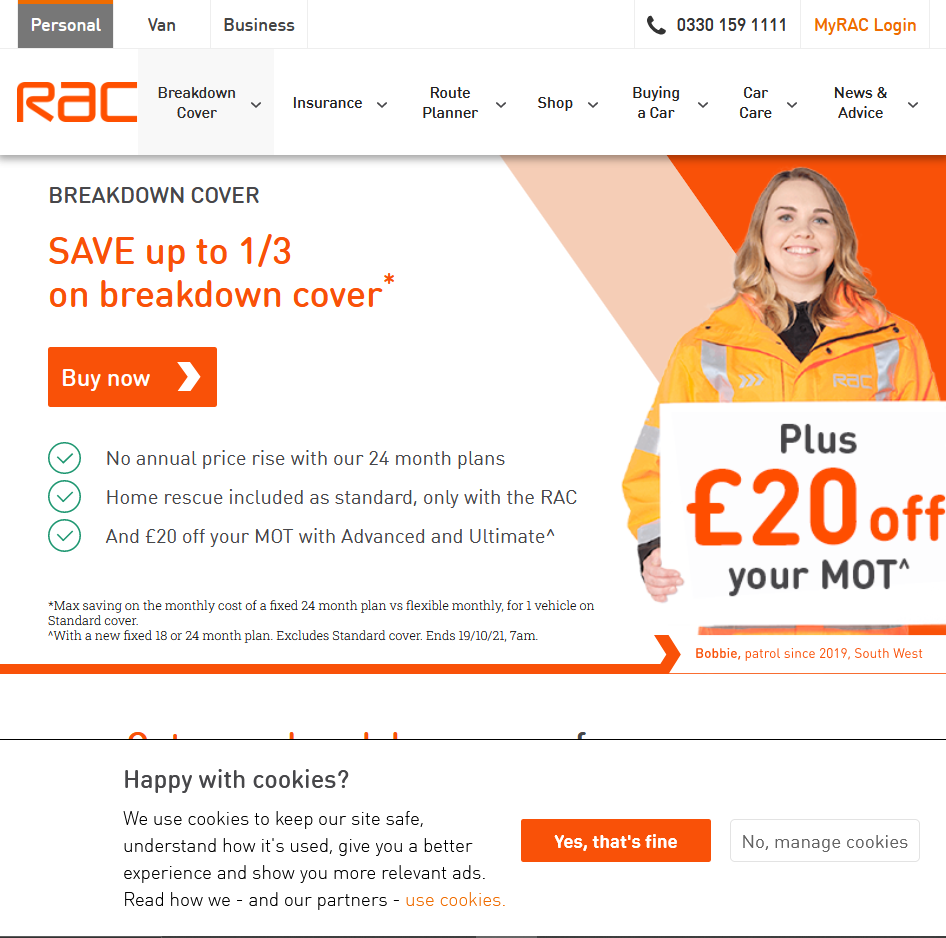 Personal
Van
Business
0330 159 1111
MyRAC Login
RAC
Breakdown
Cover
Insurance
Route
Planner
Shop
Buying
a Car
Car
Care
News &
Advice
BREAKDOWN COVER
SAVE up to 1/3
on breakdown cover*
Buy now
No annual price rise with our 24 month plans
Home rescue included as standard, only with the RAC
And £20 off your MOT with Advanced and Ultimate^
*Max saving on the monthly cost of a fixed 24 month plan vs flexible monthly, for 1 vehicle on
Standard cover.
^With a new fixed 18 or 24 month plan. Excludes Standard cover. Ends 19/10/21, 7am.
RAC
Plus
£20 off
your MOT^
Bobbie, patrol since 2019, South West
Happy with cookies?
We use cookies to keep our site safe,
understand how it's used, give you a better
experience and show you more relevant ads.
Read how we - and our partners - use cookies.
Yes, that's fine
No, manage cookies